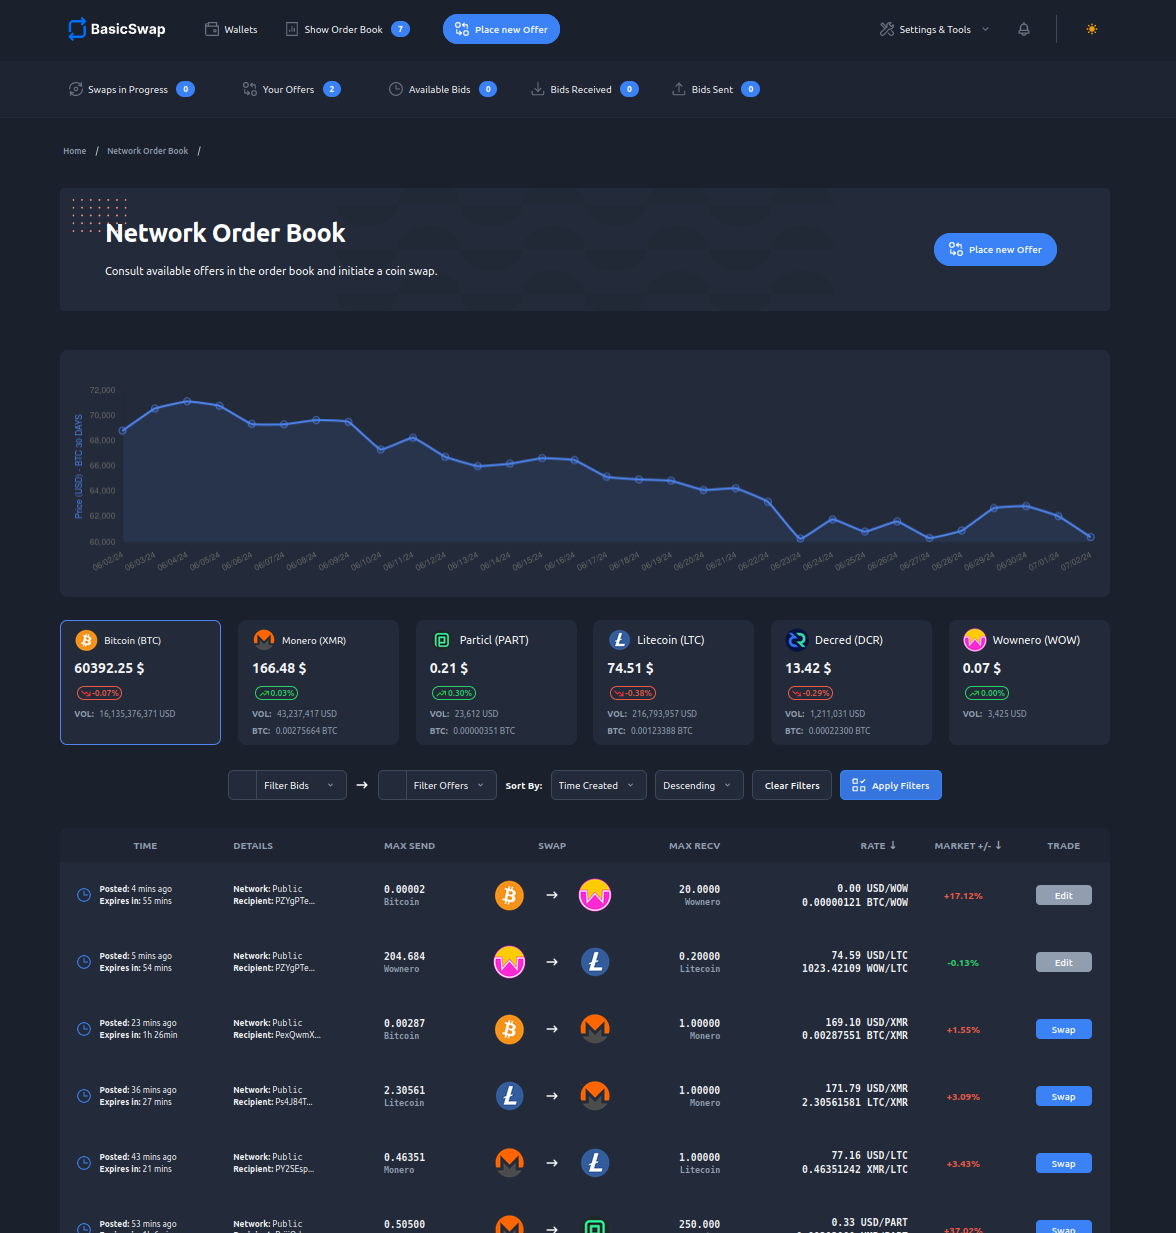 BasicSwap
Wallets
Show Order Book 7
Place new Offer
Settings & Tools
Swaps in Progress 0
Your Offers 2
Available Bids 0
Bids Received 0
Bids Sent 0
Home / Network Order Book /
Network Order Book
Consult available offers in the order book and initiate a coin swap.
Place new Offer
Price (USD) - BTC 30 DAYS
72,000
70,000
68,000
66,000
64,000
62,000
60,000
06/02/24 06/03/24 06/04/24 06/05/24 06/06/24 06/07/24 06/08/24 06/09/24 06/10/24 06/11/24 06/12/24 06/13/24 06/14/24 06/15/24 06/16/24 06/17/24 06/18/24 06/19/24 06/20/24 06/21/24 06/22/24 06/23/24 06/24/24 06/25/24 06/26/24 06/27/24 06/28/24 06/29/24 06/30/24 07/01/24 07/02/24
Bitcoin (BTC)
60392.25 $
-0.07%
VOL: 16,135,376,371 USD
Monero (XMR)
166.48 $
0.03%
VOL: 43,237,417 USD
BTC: 0.00275664 BTC
Particl (PART)
0.21 $
0.30%
VOL: 23,612 USD
BTC: 0.00000351 BTC
Litecoin (LTC)
74.51 $
-0.38%
VOL: 216,793,957 USD
BTC: 0.00123388 BTC
Decred (DCR)
13.42 $
-0.29%
VOL: 1,211,031 USD
BTC: 0.00022300 BTC
Wownero (WOW)
0.07 $
0.00%
VOL: 3,425 USD
Filter Bids → Filter Offers Sort By: Time Created Descending Clear Filters Apply Filters
TIME DETAILS MAX SEND SWAP MAX RECV RATE ↓ MARKET +/- ↓ TRADE
Posted: 4 mins ago
Expires in: 55 mins
Network: Public
Recipient: PZYgPTe...
0.00002
Bitcoin
→
20.0000
Wownero
0.00 USD/WOW
0.00000121 BTC/WOW
+17.12%
Edit
Posted: 5 mins ago
Expires in: 54 mins
Network: Public
Recipient: PZYgPTe...
204.684
Wownero
→
0.20000
Litecoin
74.59 USD/LTC
1023.42109 WOW/LTC
-0.13%
Edit
Posted: 23 mins ago
Expires in: 1h 26min
Network: Public
Recipient: PexQwmX...
0.00287
Bitcoin
→
1.00000
Monero
169.10 USD/XMR
0.00287551 BTC/XMR
+1.55%
Swap
Posted: 36 mins ago
Expires in: 27 mins
Network: Public
Recipient: Ps4J84T...
2.30561
Litecoin
→
1.00000
Monero
171.79 USD/XMR
2.30561581 LTC/XMR
+3.09%
Swap
Posted: 43 mins ago
Expires in: 21 mins
Network: Public
Recipient: PY2SEsp...
0.46351
Monero
→
1.00000
Litecoin
77.16 USD/LTC
0.46351242 XMR/LTC
+3.43%
Swap
Posted: 53 mins ago
Network: Public
0.50500
→
250.000
0.33 USD/PART
+37.02%
Swap